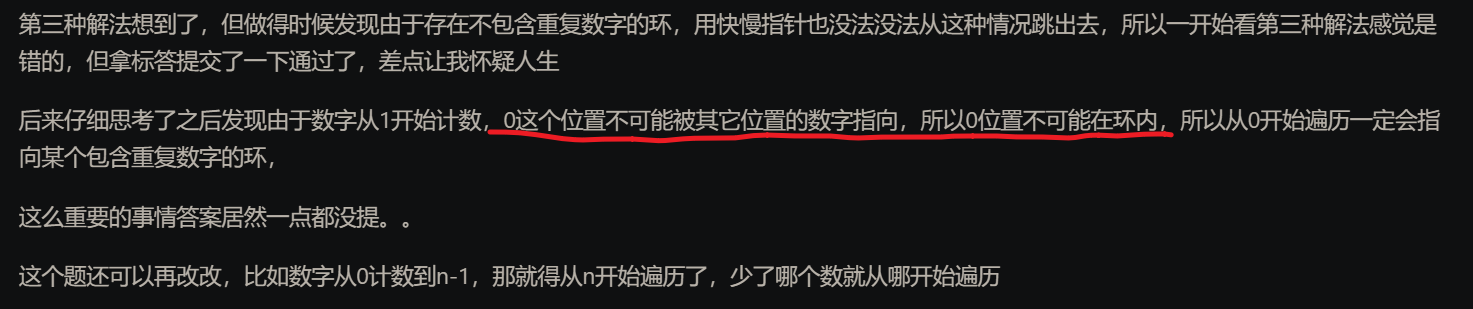 第三种解法想到了，但做得时候发现由于存在不包含重复数字的环，用快慢指针也没法没法从这种情况跳出去，所以一开始看第三种解法感觉是
错的，但拿标答提交了一下通过了，差点让我怀疑人生
后来仔细思考了之后发现由于数字从1开始计数，0这个位置不可能被其它位置的数字指向，所以0位置不可能在环内，所以从0开始遍历一定会指
向某个包含重复数字的环，
这么重要的事情答案居然一点都没提。。
这个题还可以再改改，比如数字从0计数到n-1，那就得从n开始遍历了，少了哪个数就从哪开始遍历